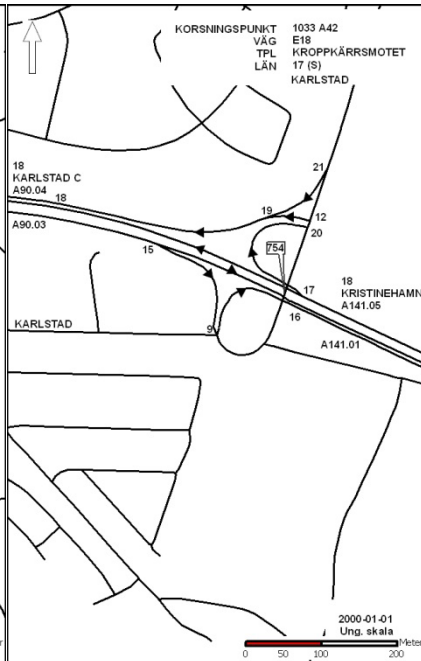 KORSNINGSPUNKT 1033 A42
VÄG E18
TPL KROPPKÄRRSMOTET
LÄN 17 (S)
KARLSTAD
21
18
KARLSTAD C
A90.04
18
19
12
20
A90.03
15
754
17
18
KRISTINEHAMN
A141.05
16
KARLSTAD
9
A141.01
2000-01-01
Ung. skala
Meter
0 50 100 200